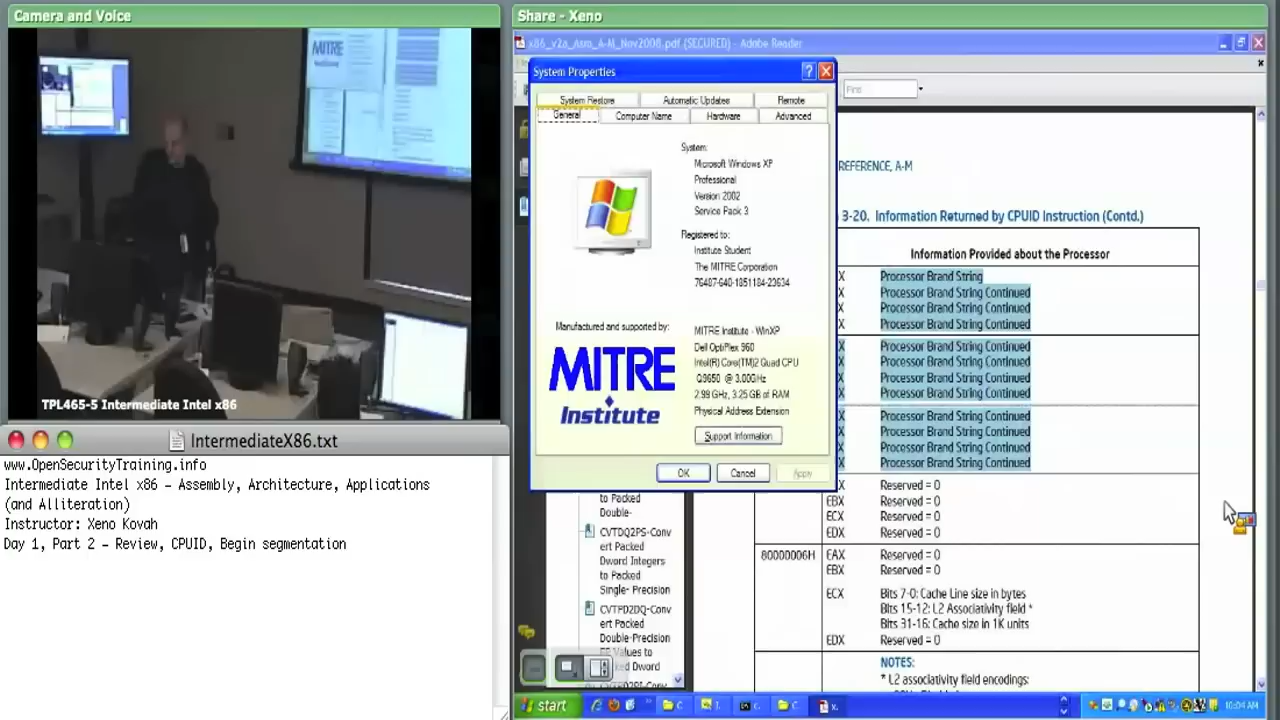 Camera and Voice
TPL465-5 Intermediate Intel x86
IntermediateX86.txt
www.OpenSecurityTraining.info
Intermediate Intel x86 – Assembly, Architecture, Applications
(and Alliteration)
Instructor: Xeno Kovah
Day 1, Part 2 – Review, CPUID, Begin segmentation
Share - Xeno
x86_v2a_Asm_A-M_Nov2008.pdf (SECURED) - Adobe Reader
Find
System Properties
System Restore
Automatic Updates
Remote
General
Computer Name
Hardware
Advanced
System:
Microsoft Windows XP
Professional
Version 2002
Service Pack 3
Registered to:
Institute Student
The MITRE Corporation
76487-640-1851184-23634
Manufactured and supported by:
MITRE
Institute
MITRE Institute - WinXP
Dell OptiPlex 960
Intel(R) Core(TM)2 Quad CPU
Q9650 @ 3.00GHz
2.99 GHz, 3.25 GB of RAM
Physical Address Extension
Support Information
OK
Cancel
Apply
REFERENCE, A-M
3-20. Information Returned by CPUID Instruction (Contd.)
Information Provided about the Processor
X Processor Brand String
X Processor Brand String Continued
X Processor Brand String Continued
X Processor Brand String Continued
X Processor Brand String Continued
X Processor Brand String Continued
X Processor Brand String Continued
X Processor Brand String Continued
X Processor Brand String Continued
X Processor Brand String Continued
X Processor Brand String Continued
X Processor Brand String Continued
X Reserved = 0
EBX Reserved = 0
ECX Reserved = 0
EDX Reserved = 0
80000006H EAX Reserved = 0
EBX Reserved = 0
ECX Bits 7-0: Cache Line size in bytes
Bits 15-12: L2 Associativity field *
Bits 31-16: Cache size in 1K units
EDX Reserved = 0
NOTES:
* L2 associativity field encodings:
to Packed
Double-
CVTDQ2PS-Conv
ert Packed
Dword Integers
to Packed
Single- Precision
CVTPD2DQ-Conv
ert Packed
Double-Precision
Values to
Dword
start
10:04 AM